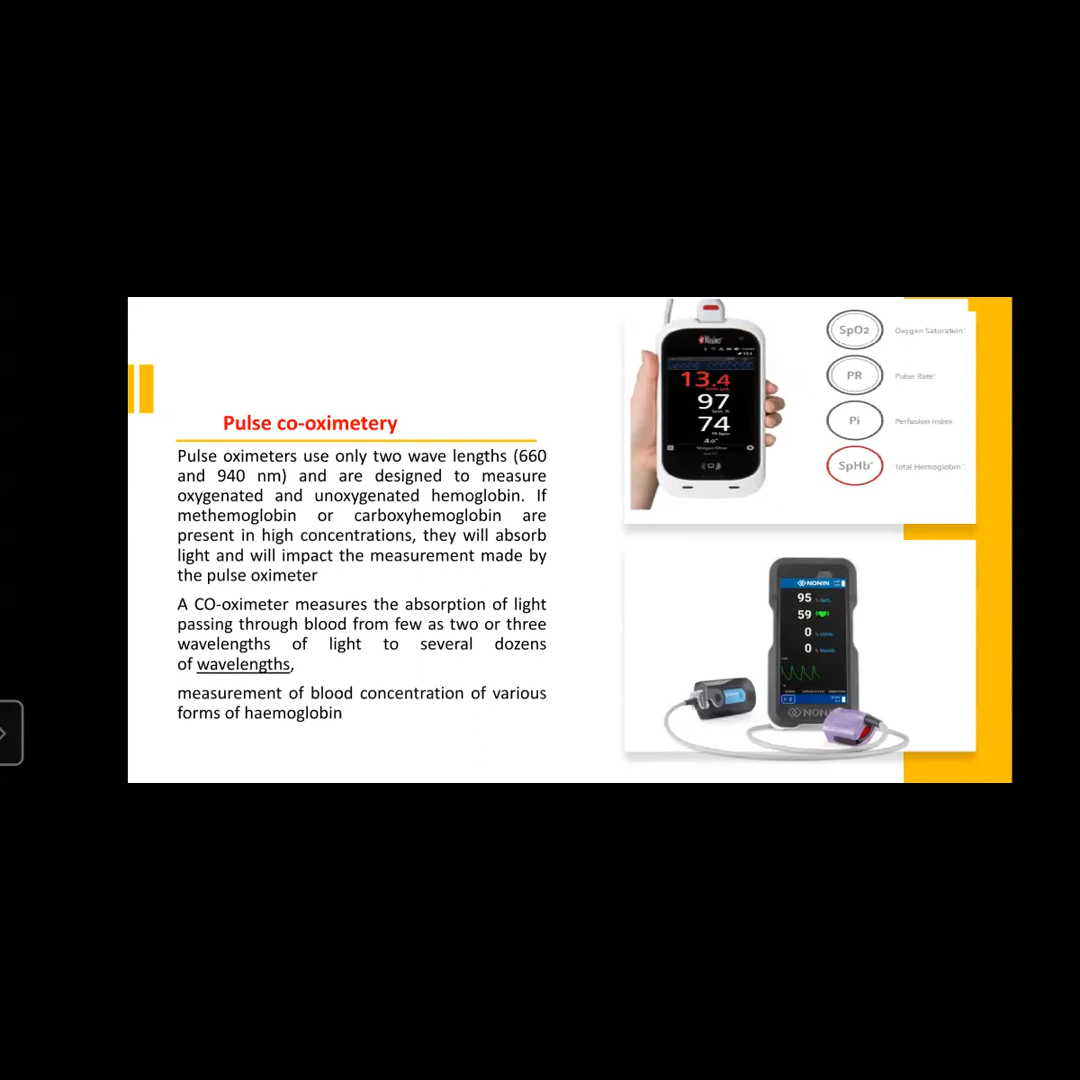 Pulse co-oximetery
Pulse oximeters use only two wave lengths (660
and 940 nm) and are designed to measure
oxygenated and unoxygenated hemoglobin. If
methemoglobin or carboxyhemoglobin are
present in high concentrations, they will absorb
light and will impact the measurement made by
the pulse oximeter
A CO-oximeter measures the absorption of light
passing through blood from few as two or three
wavelengths of light to several dozens
of wavelengths,
measurement of blood concentration of various
forms of haemoglobin
Masimo
13.4
97
74
SpO2 Oxygen Saturation
PR Pulse Rate
Pi Perfusion Index
SpHb Total Hemoglobin
NONIN
95
59
0
0
NONIN